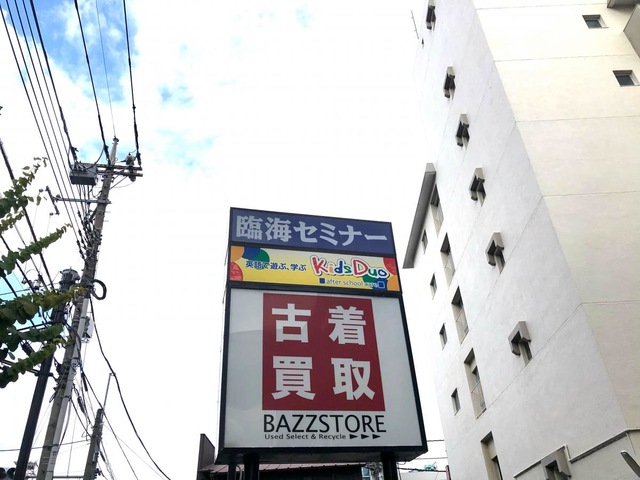 臨海セミナー
英語で遊ぶ、学ぶ
Kids Duo
after school care
古着
買取
BAZZSTORE
Used Select & Recycle ►►►